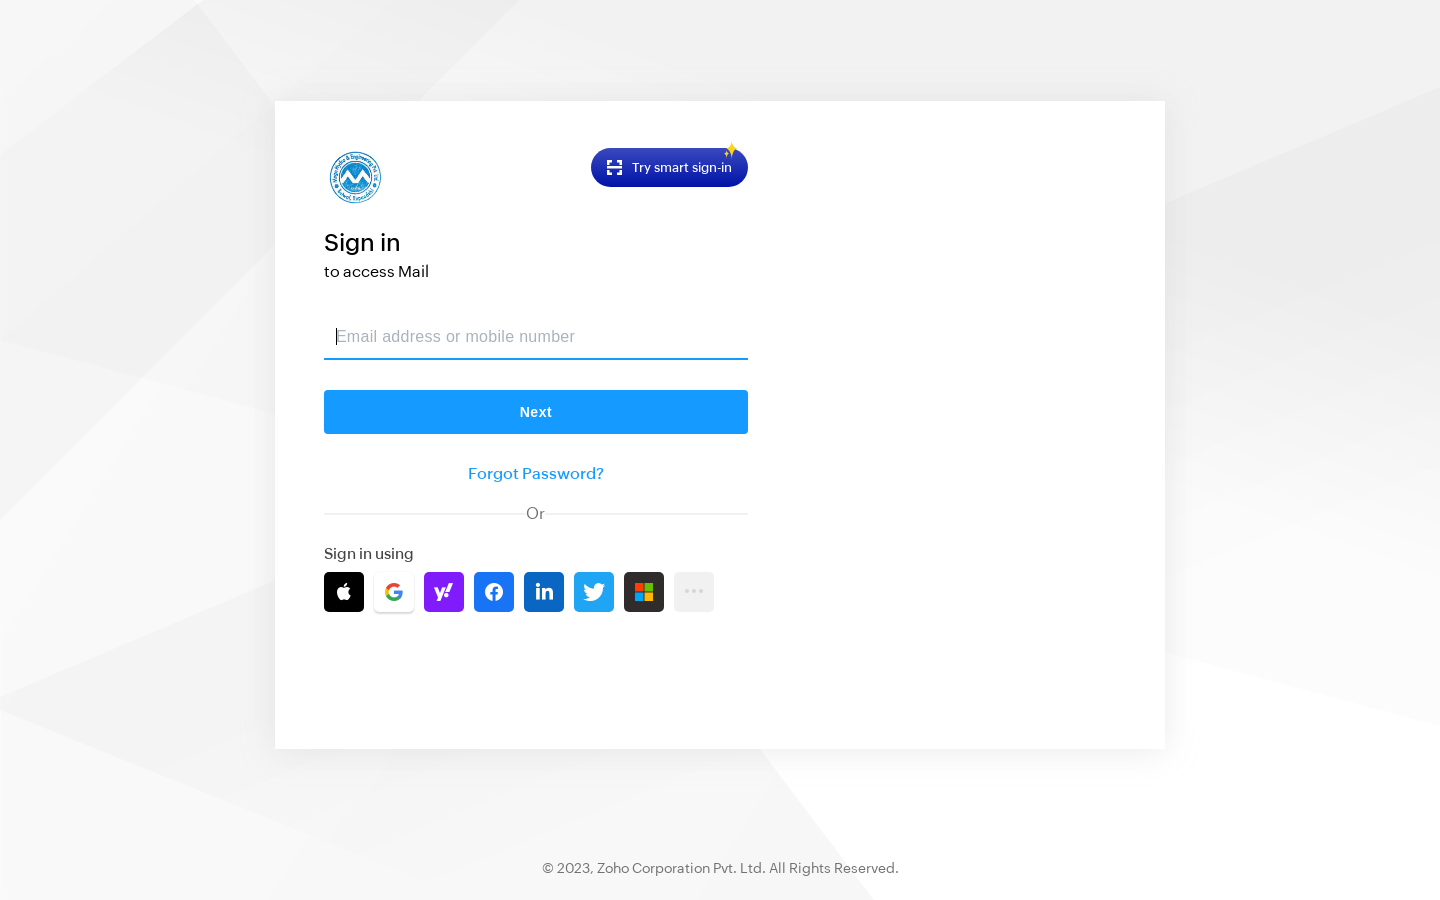 Try smart sign-in
Sign in
to access Mail
Email address or mobile number
Next
Forgot Password?
Or
Sign in using
© 2023, Zoho Corporation Pvt. Ltd. All Rights Reserved.